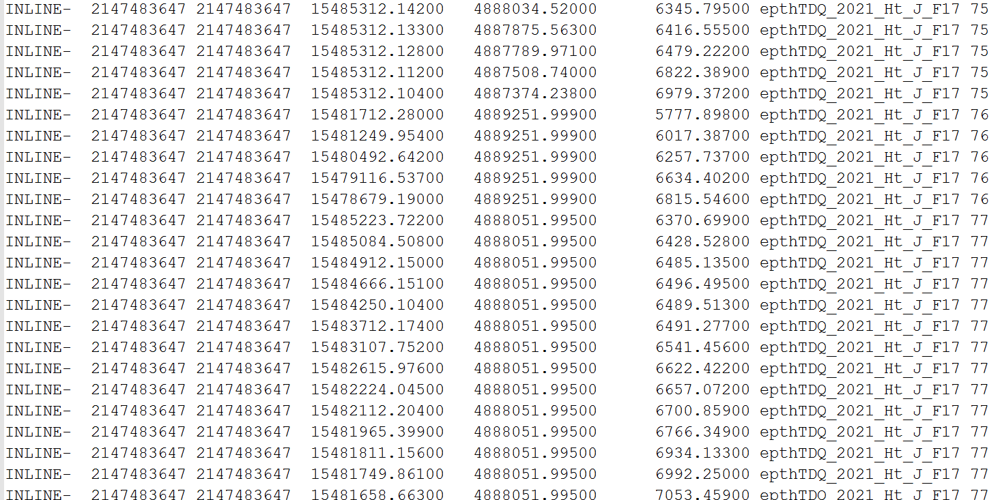 INLINE- 2147483647 2147483647 15485312.14200 4888034.52000 6345.79500 epthTDQ_2021_Ht_J_F17 75
INLINE- 2147483647 2147483647 15485312.13300 4887875.56300 6416.55500 epthTDQ_2021_Ht_J_F17 75
INLINE- 2147483647 2147483647 15485312.12800 4887789.97100 6479.22200 epthTDQ_2021_Ht_J_F17 75
INLINE- 2147483647 2147483647 15485312.11200 4887508.74000 6822.38900 epthTDQ_2021_Ht_J_F17 75
INLINE- 2147483647 2147483647 15485312.10400 4887374.23800 6979.37200 epthTDQ_2021_Ht_J_F17 75
INLINE- 2147483647 2147483647 15481712.28000 4889251.99900 5777.89800 epthTDQ_2021_Ht_J_F17 76
INLINE- 2147483647 2147483647 15481249.95400 4889251.99900 6017.38700 epthTDQ_2021_Ht_J_F17 76
INLINE- 2147483647 2147483647 15480492.64200 4889251.99900 6257.73700 epthTDQ_2021_Ht_J_F17 76
INLINE- 2147483647 2147483647 15479116.53700 4889251.99900 6634.40200 epthTDQ_2021_Ht_J_F17 76
INLINE- 2147483647 2147483647 15478679.19000 4889251.99900 6815.54600 epthTDQ_2021_Ht_J_F17 76
INLINE- 2147483647 2147483647 15485223.72200 4888051.99500 6370.69900 epthTDQ_2021_Ht_J_F17 77
INLINE- 2147483647 2147483647 15485084.50800 4888051.99500 6428.52800 epthTDQ_2021_Ht_J_F17 77
INLINE- 2147483647 2147483647 15484912.15000 4888051.99500 6485.13500 epthTDQ_2021_Ht_J_F17 77
INLINE- 2147483647 2147483647 15484666.15100 4888051.99500 6496.49500 epthTDQ_2021_Ht_J_F17 77
INLINE- 2147483647 2147483647 15484250.10400 4888051.99500 6489.51300 epthTDQ_2021_Ht_J_F17 77
INLINE- 2147483647 2147483647 15483712.17400 4888051.99500 6491.27700 epthTDQ_2021_Ht_J_F17 77
INLINE- 2147483647 2147483647 15483107.75200 4888051.99500 6541.45600 epthTDQ_2021_Ht_J_F17 77
INLINE- 2147483647 2147483647 15482615.97600 4888051.99500 6622.42200 epthTDQ_2021_Ht_J_F17 77
INLINE- 2147483647 2147483647 15482224.04500 4888051.99500 6657.07200 epthTDQ_2021_Ht_J_F17 77
INLINE- 2147483647 2147483647 15482112.20400 4888051.99500 6700.85900 epthTDQ_2021_Ht_J_F17 77
INLINE- 2147483647 2147483647 15481965.39900 4888051.99500 6766.34900 epthTDQ_2021_Ht_J_F17 77
INLINE- 2147483647 2147483647 15481811.15600 4888051.99500 6934.13300 epthTDQ_2021_Ht_J_F17 77
INLINE- 2147483647 2147483647 15481749.86100 4888051.99500 6992.25000 epthTDQ_2021_Ht_J_F17 77
INLINE- 2147483647 2147483647 15481658.66300 4888051.99500 7053.45900 epthTDQ_2021_Ht_J_F17 77